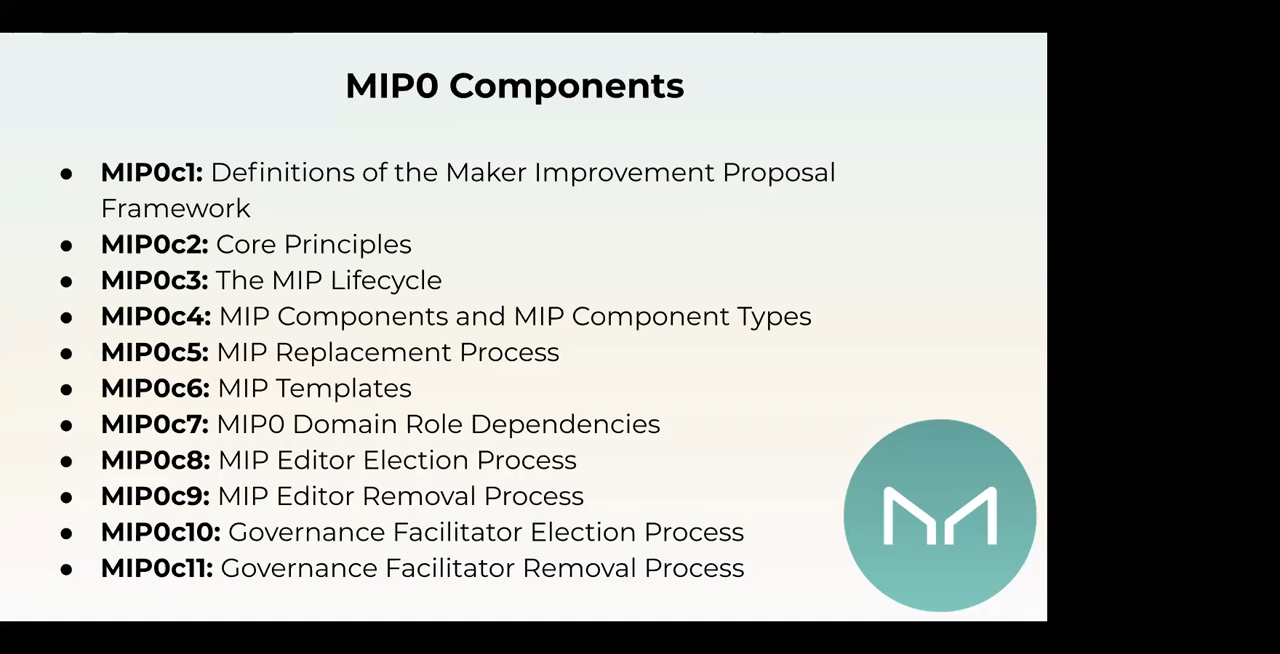 MIP0 Components
● MIP0c1: Definitions of the Maker Improvement Proposal
Framework
● MIP0c2: Core Principles
● MIP0c3: The MIP Lifecycle
● MIP0c4: MIP Components and MIP Component Types
● MIP0c5: MIP Replacement Process
● MIP0c6: MIP Templates
● MIP0c7: MIP0 Domain Role Dependencies
● MIP0c8: MIP Editor Election Process
● MIP0c9: MIP Editor Removal Process
● MIP0c10: Governance Facilitator Election Process
● MIP0c11: Governance Facilitator Removal Process